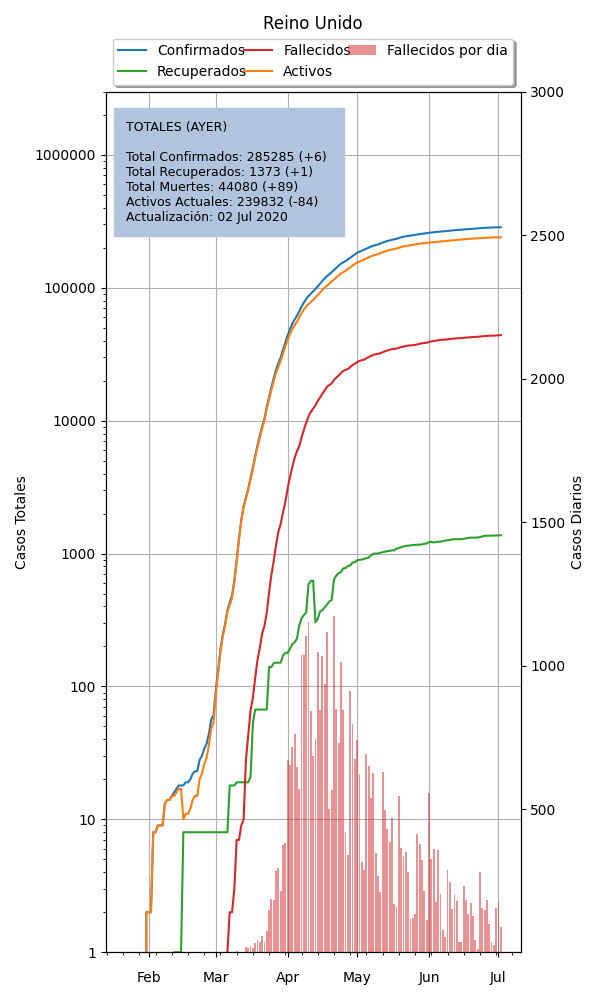 Reino Unido
Confirmados
Recuperados
Fallecidos
Activos
Fallecidos por dia
TOTALES (AYER)
Total Confirmados: 285285 (+6)
Total Recuperados: 1373 (+1)
Total Muertes: 44080 (+89)
Activos Actuales: 239832 (-84)
Actualización: 02 Jul 2020
Casos Totales
1000000
100000
10000
1000
100
10
1
Casos Diarios
3000
2500
2000
1500
1000
500
Feb Mar Apr May Jun Jul